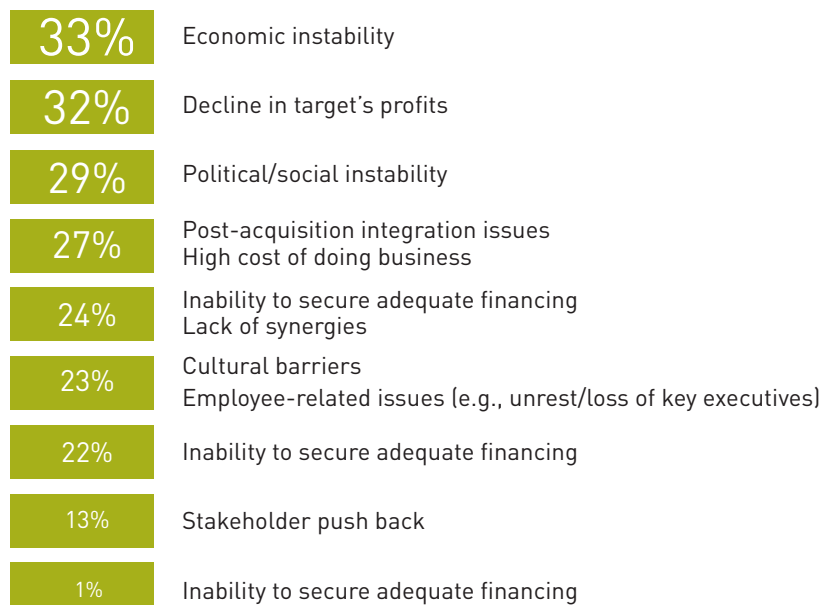 33% Economic instability
32% Decline in target's profits
29% Political/social instability
27% Post-acquisition integration issues
High cost of doing business
24% Inability to secure adequate financing
Lack of synergies
23% Cultural barriers
Employee-related issues (e.g., unrest/loss of key executives)
22% Inability to secure adequate financing
13% Stakeholder push back
1% Inability to secure adequate financing